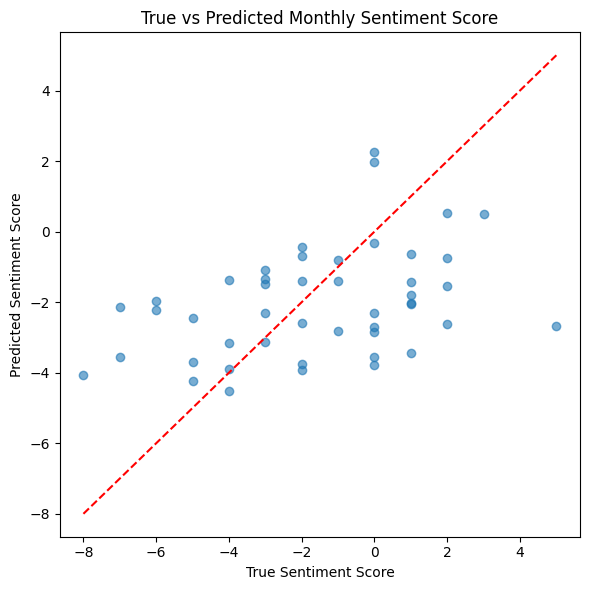 True vs Predicted Monthly Sentiment Score
4
2
0
−2
−4
−6
−8
Predicted Sentiment Score
−8 −6 −4 −2 0 2 4
True Sentiment Score